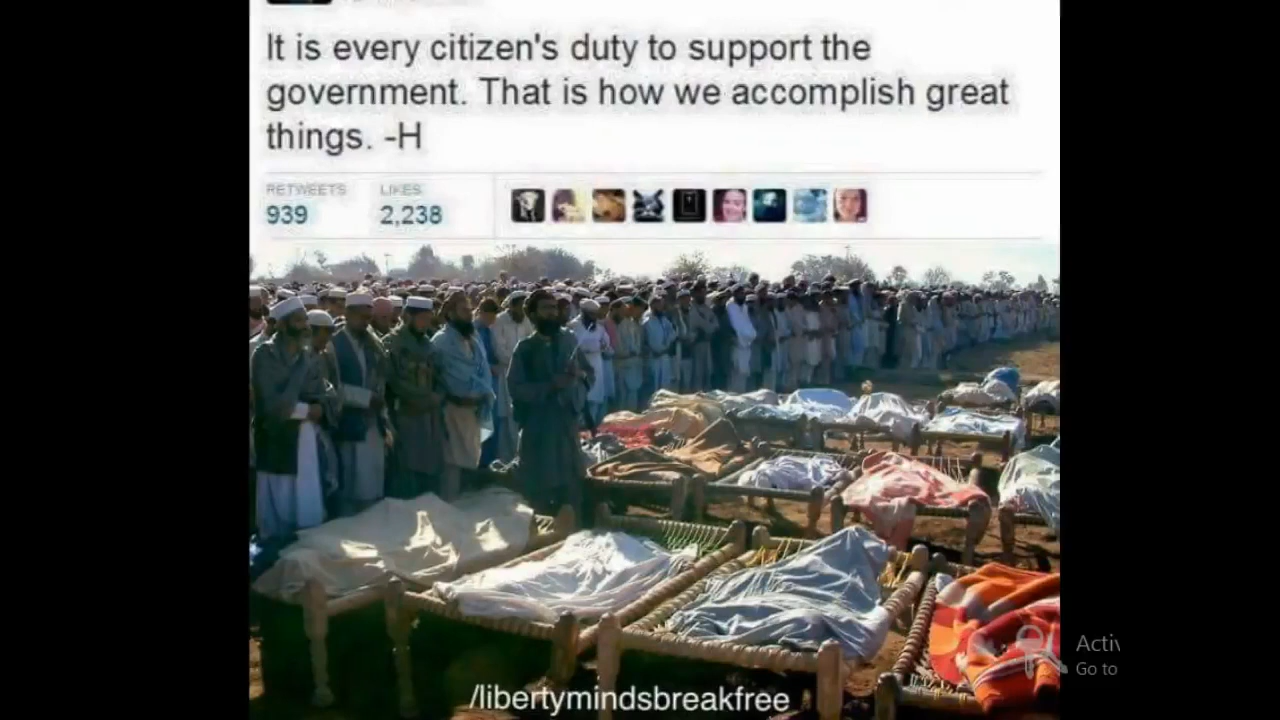 It is every citizen's duty to support the
government. That is how we accomplish great
things. -H
RETWEETS LIKES
939 2,238
Activ
Go to
/libertymindsbreakfree